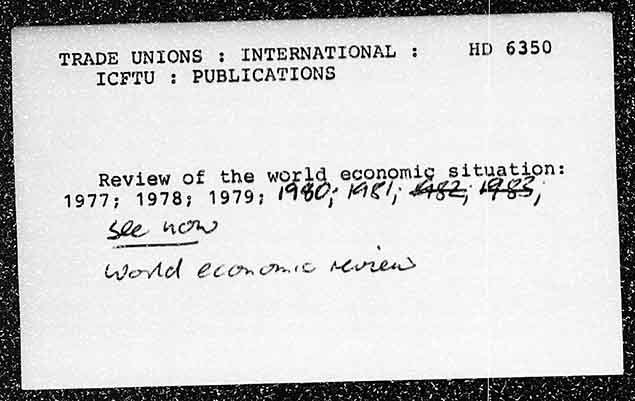 TRADE UNIONS : INTERNATIONAL : HD 6350
ICFTU : PUBLICATIONS
Review of the world economic situation:
1977; 1978; 1979; 1980; 1981; 1982; 1983;
see now
World economic review